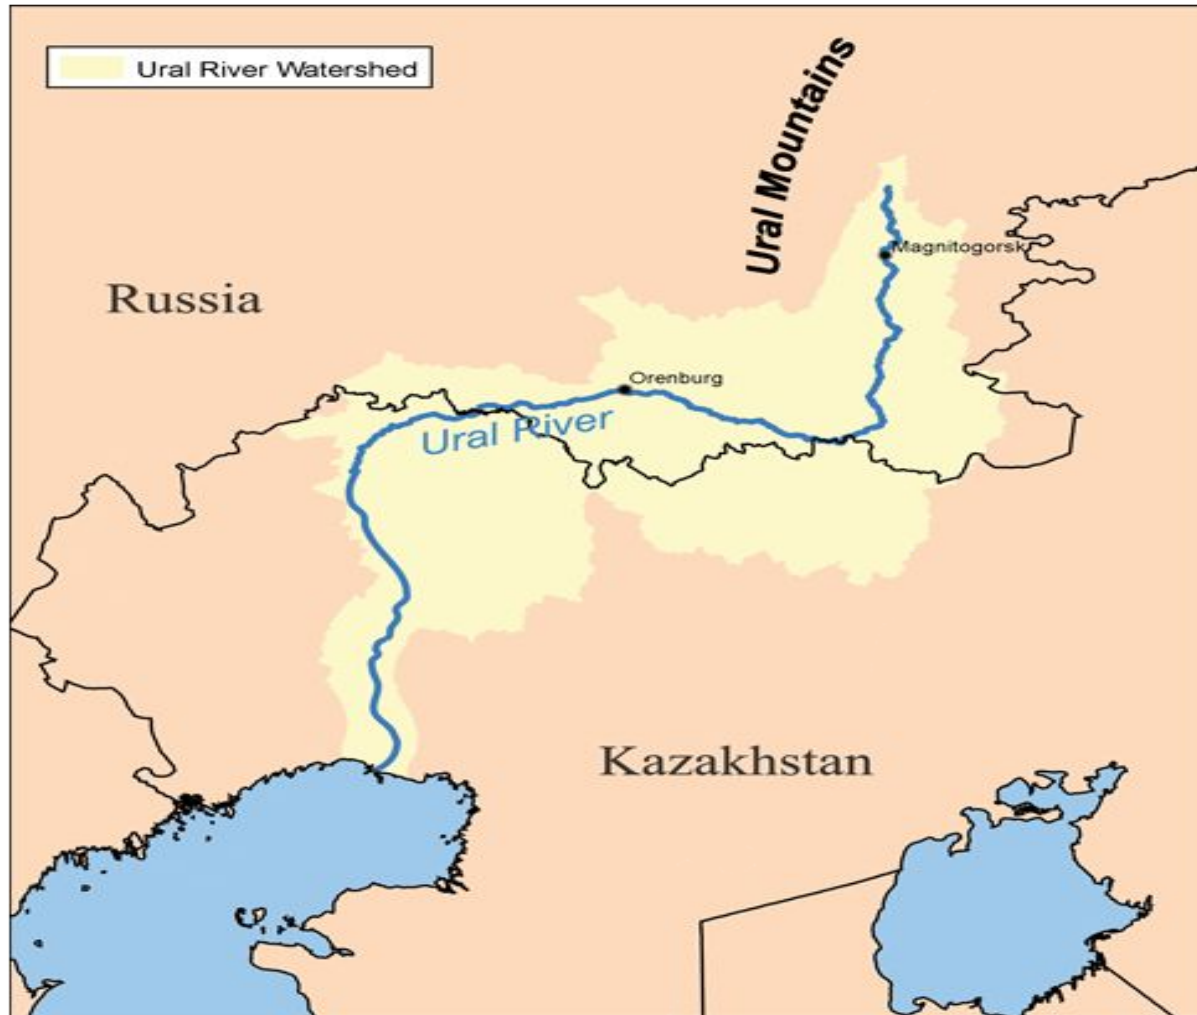 Ural River Watershed
Ural Mountains
Magnitogorsk
Russia
Orenburg
Ural River
Kazakhstan